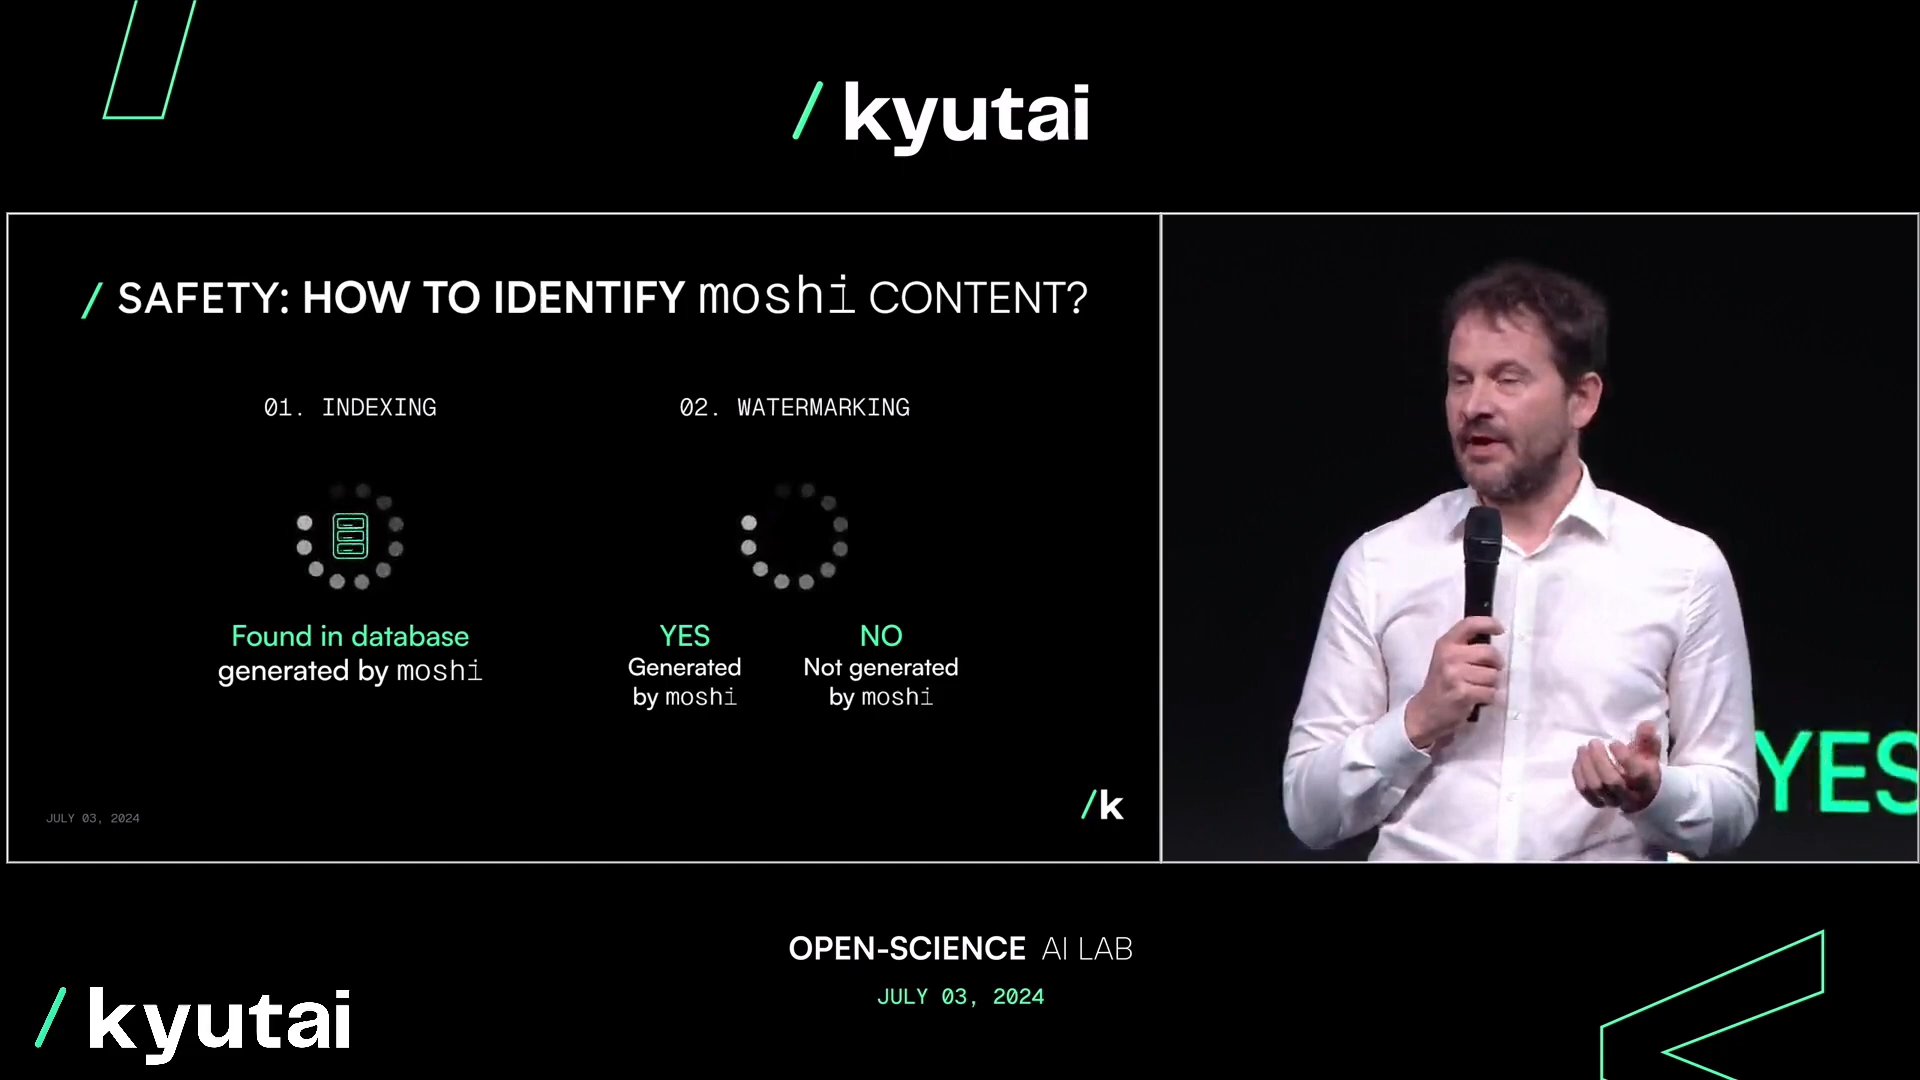 / kyutai
/ SAFETY: HOW TO IDENTIFY moshi CONTENT?
01. INDEXING
Found in database
generated by moshi
02. WATERMARKING
YES
Generated
by moshi
NO
Not generated
by moshi
JULY 03, 2024
/k
YES
OPEN-SCIENCE AI LAB
JULY 03, 2024
/ kyutai